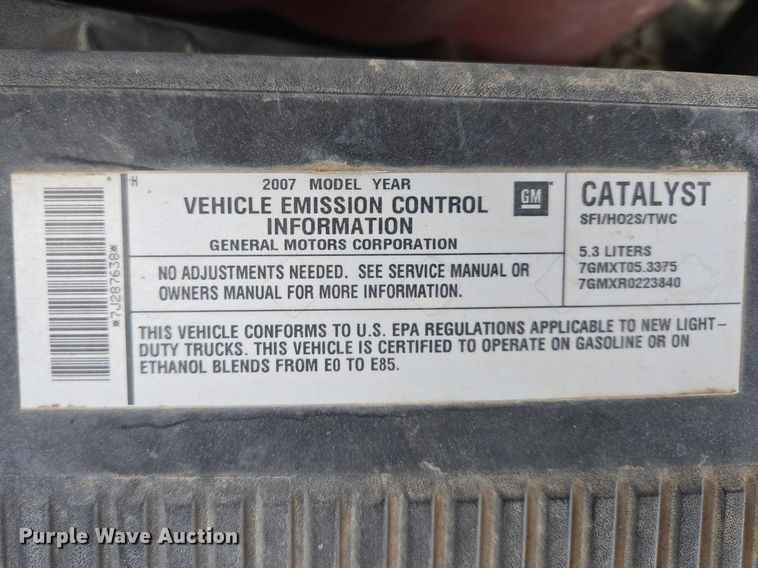 *7J287638*
H
2007 MODEL YEAR
VEHICLE EMISSION CONTROL
INFORMATION
GENERAL MOTORS CORPORATION
GM
NO ADJUSTMENTS NEEDED. SEE SERVICE MANUAL OR
OWNERS MANUAL FOR MORE INFORMATION.
CATALYST
SFI/HO2S/TWC
5.3 LITERS
7GMXT05.3375
7GMXR0223840
THIS VEHICLE CONFORMS TO U.S. EPA REGULATIONS APPLICABLE TO NEW LIGHT-
DUTY TRUCKS. THIS VEHICLE IS CERTIFIED TO OPERATE ON GASOLINE OR ON
ETHANOL BLENDS FROM E0 TO E85.
Purple Wave Auction